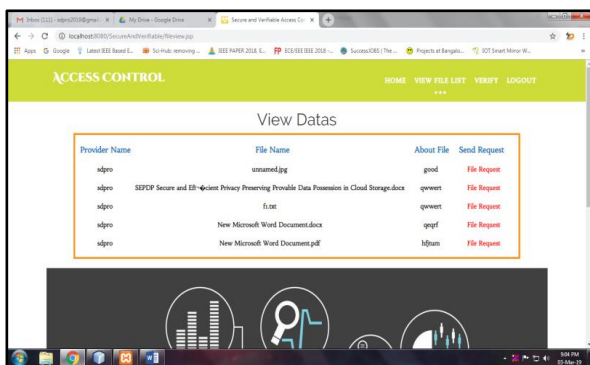 Inbox (111) - sdpro2018@gmai
My Drive - Google Drive
Secure and Verifiable Access Co
localhost:8080/SecureAndVerifiable/fileview.jsp
Apps
Google
Latest IEEE Based E...
Sci-Hub: removing ...
IEEE PAPER 2018, E...
ECE/EEE IEEE 2018 -...
SuccessJOBS | The ...
Projects at Bangalo...
IOT Smart Mirror W...
ACCESS CONTROL
HOME VIEW FILE LIST VERIFY LOGOUT
View Datas
Provider Name File Name About File Send Request
sdpro unnamed.jpg good File Request
sdpro SEPDP Secure and Eft¬�cient Privacy Preserving Provable Data Possession in Cloud Storage.docx qwwert File Request
sdpro f1.txt qwwert File Request
sdpro New Microsoft Word Document.docx qeqrf File Request
sdpro New Microsoft Word Document.pdf hfjtum File Request
9:04 PM
03-Mar-19